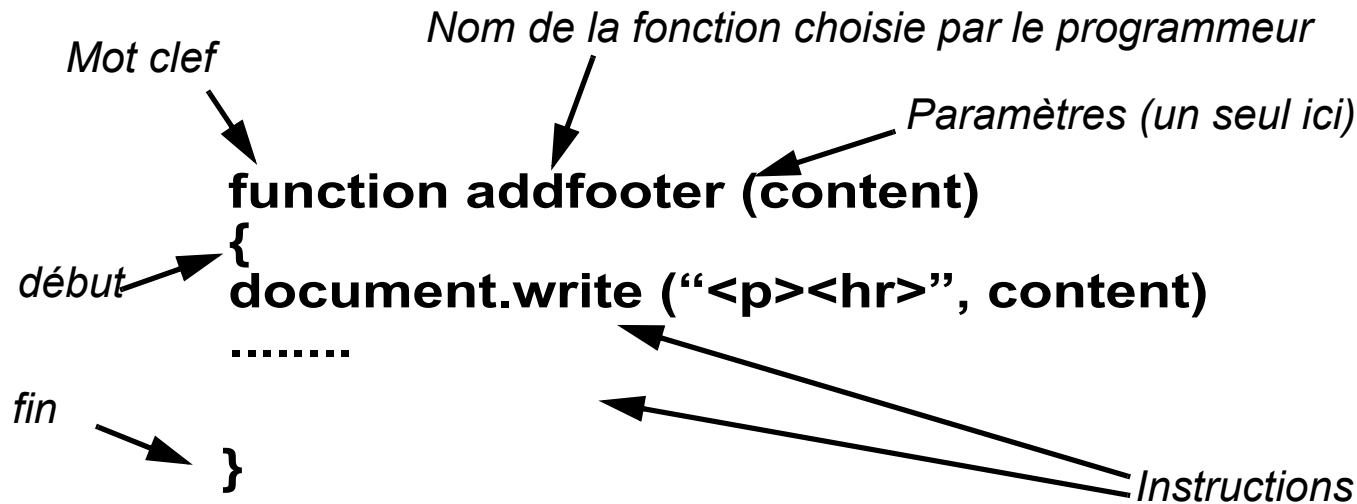 Nom de la fonction choisie par le programmeur
Mot clef
Paramètres (un seul ici)
function addfooter (content)
{
début
document.write (“<p><hr>”, content)
........
fin
}
Instructions